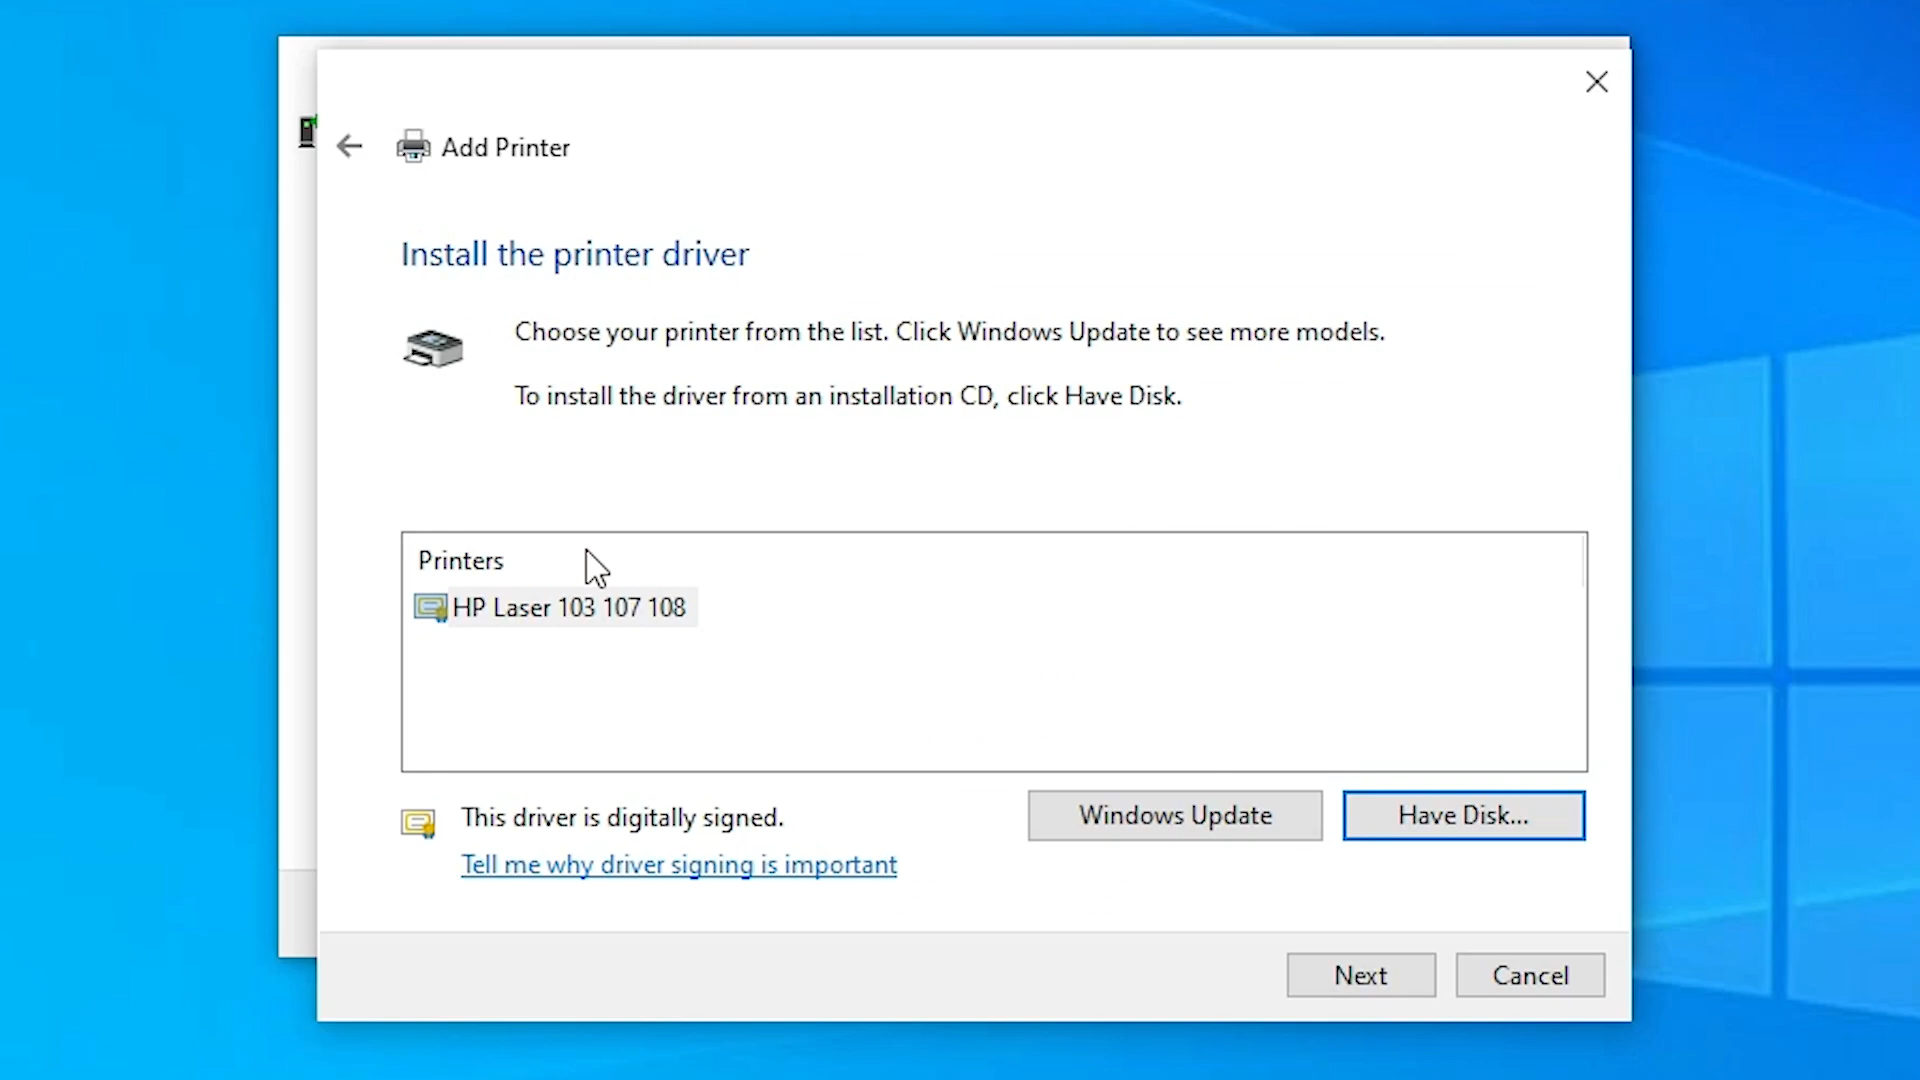 Add Printer
Install the printer driver
Choose your printer from the list. Click Windows Update to see more models.
To install the driver from an installation CD, click Have Disk.
Printers
HP Laser 103 107 108
This driver is digitally signed.
Windows Update
Have Disk...
Tell me why driver signing is important
Next
Cancel